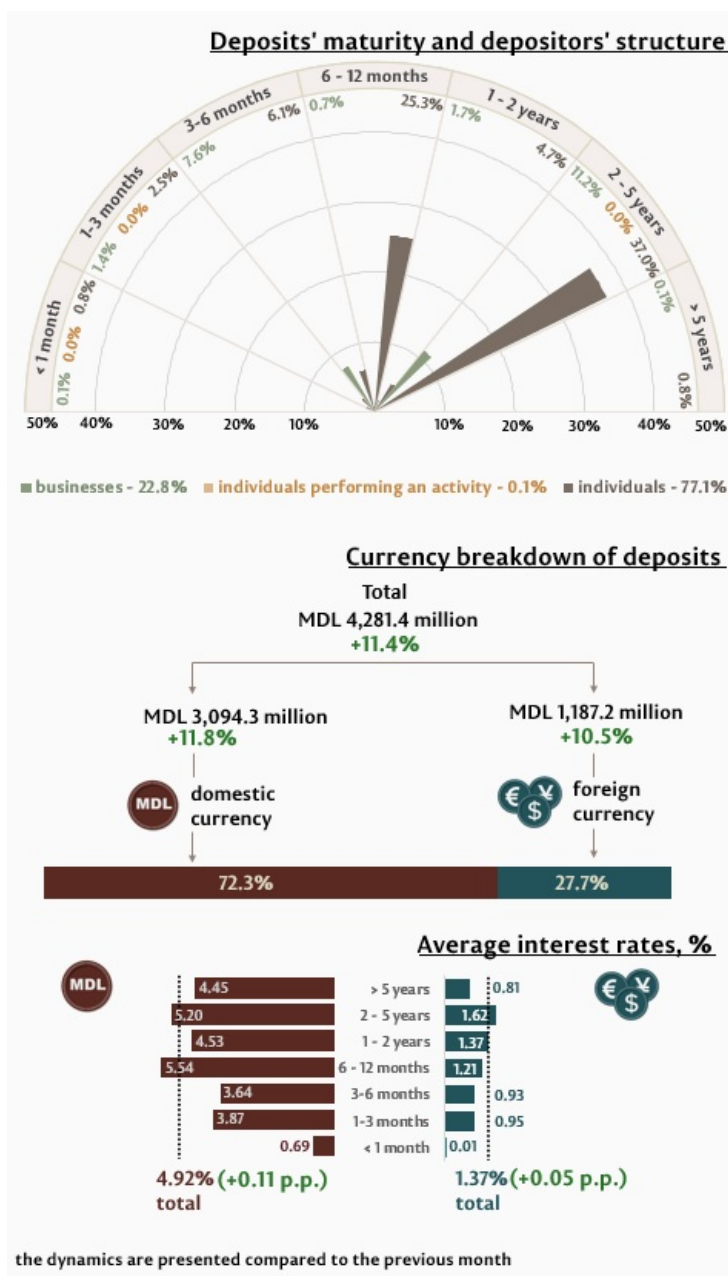 Deposits' maturity and depositors' structure
6 - 12 months
3-6 months
1 - 2 years
1-3 months
2 - 5 years
< 1 month
> 5 years
0.1%
0.0%
0.8%
1.4%
0.0%
2.5%
7.6%
6.1%
0.7%
25.3%
1.7%
4.7%
11.2%
0.0%
37.0%
0.1%
0.8%
50% 40% 30% 20% 10% 10% 20% 30% 40% 50%
businesses - 22.8% individuals performing an activity - 0.1% individuals - 77.1%
Currency breakdown of deposits
Total
MDL 4,281.4 million
+11.4%
MDL 3,094.3 million
+11.8%
MDL 1,187.2 million
+10.5%
MDL
domestic
currency
€ ¥
$
foreign
currency
72.3% 27.7%
Average interest rates, %
MDL
€ ¥
$
4.45 > 5 years 0.81
5.20 2 - 5 years 1.62
4.53 1 - 2 years 1.37
5.54 6 - 12 months 1.21
3.64 3-6 months 0.93
3.87 1-3 months 0.95
0.69 < 1 month 0.01
4.92% (+0.11 p.p.)
total
1.37% (+0.05 p.p.)
total
the dynamics are presented compared to the previous month